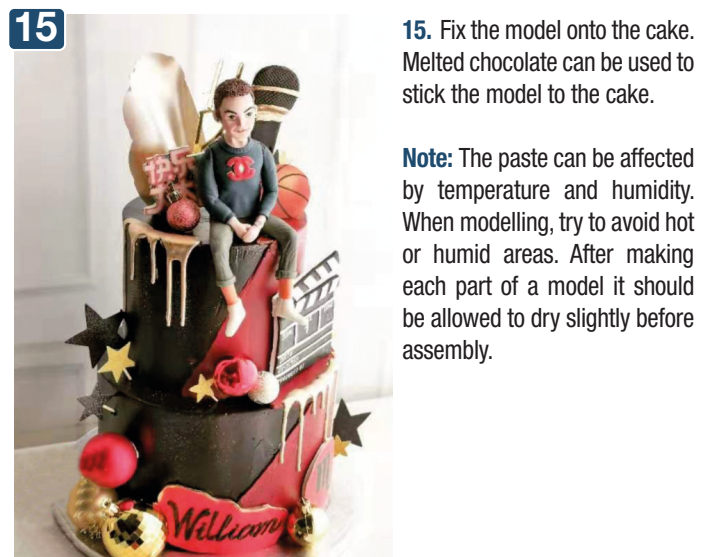 15
15. Fix the model onto the cake.
Melted chocolate can be used to
stick the model to the cake.
Note: The paste can be affected
by temperature and humidity.
When modelling, try to avoid hot
or humid areas. After making
each part of a model it should
be allowed to dry slightly before
assembly.
快乐
William